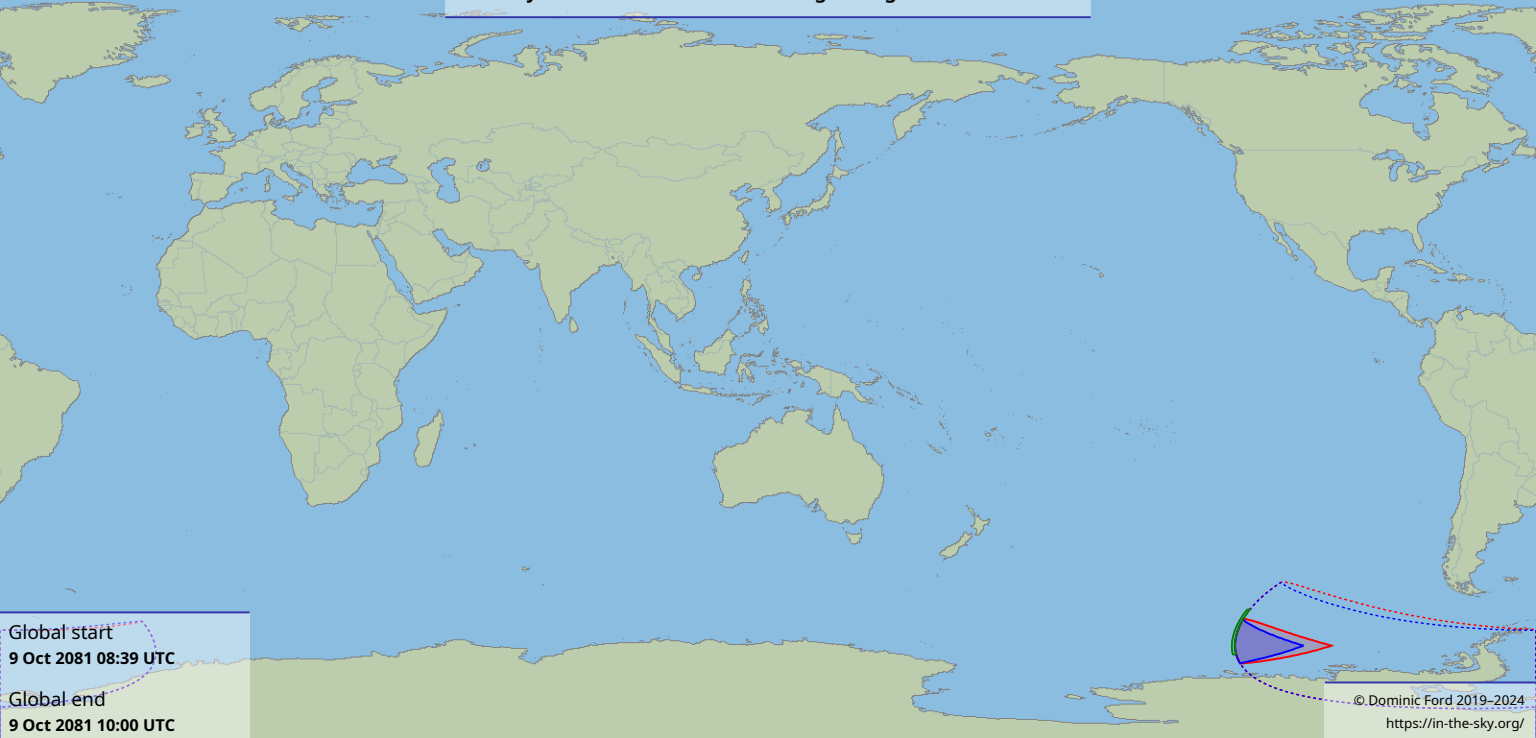 Global start
9 Oct 2081 08:39 UTC
Global end
9 Oct 2081 10:00 UTC
© Dominic Ford 2019–2024
https://in-the-sky.org/